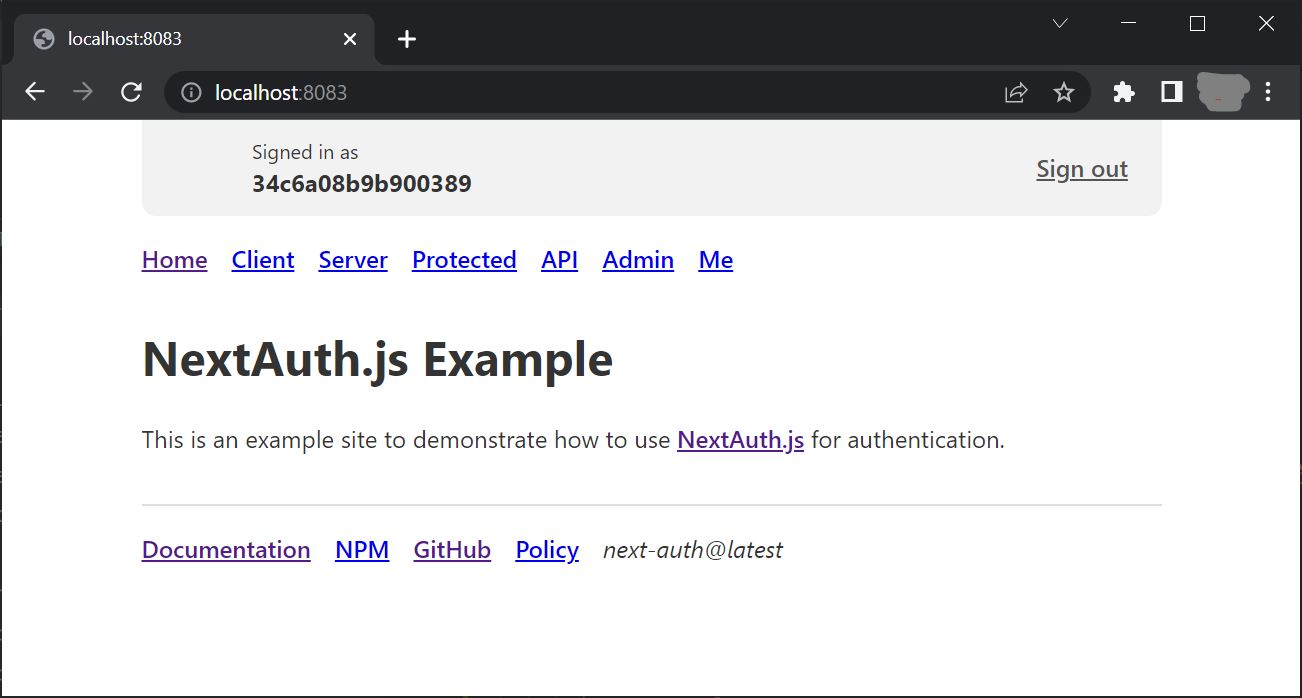 localhost:8083
localhost:8083
Signed in as
34c6a08b9b900389
Sign out
Home Client Server Protected API Admin Me
NextAuth.js Example
This is an example site to demonstrate how to use NextAuth.js for authentication.
Documentation NPM GitHub Policy next-auth@latest